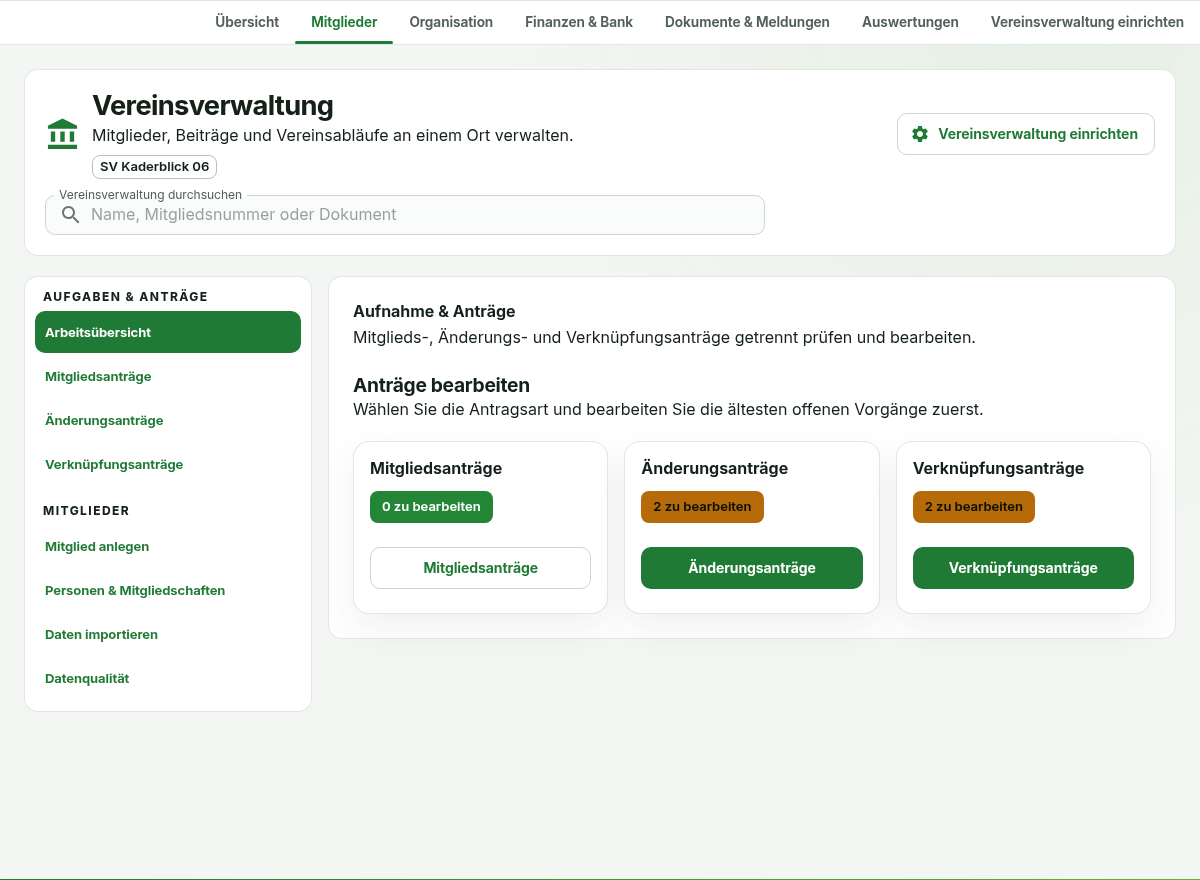 Übersicht
Mitglieder
Organisation
Finanzen & Bank
Dokumente & Meldungen
Auswertungen
Vereinsverwaltung einrichten
Vereinsverwaltung
Mitglieder, Beiträge und Vereinsabläufe an einem Ort verwalten.
SV Kaderblick 06
Vereinsverwaltung einrichten
Vereinsverwaltung durchsuchen
Name, Mitgliedsnummer oder Dokument
AUFGABEN & ANTRÄGE
Arbeitsübersicht
Mitgliedsanträge
Änderungsanträge
Verknüpfungsanträge
MITGLIEDER
Mitglied anlegen
Personen & Mitgliedschaften
Daten importieren
Datenqualität
Aufnahme & Anträge
Mitglieds-, Änderungs- und Verknüpfungsanträge getrennt prüfen und bearbeiten.
Anträge bearbeiten
Wählen Sie die Antragsart und bearbeiten Sie die ältesten offenen Vorgänge zuerst.
Mitgliedsanträge
0 zu bearbeiten
Mitgliedsanträge
Änderungsanträge
2 zu bearbeiten
Änderungsanträge
Verknüpfungsanträge
2 zu bearbeiten
Verknüpfungsanträge